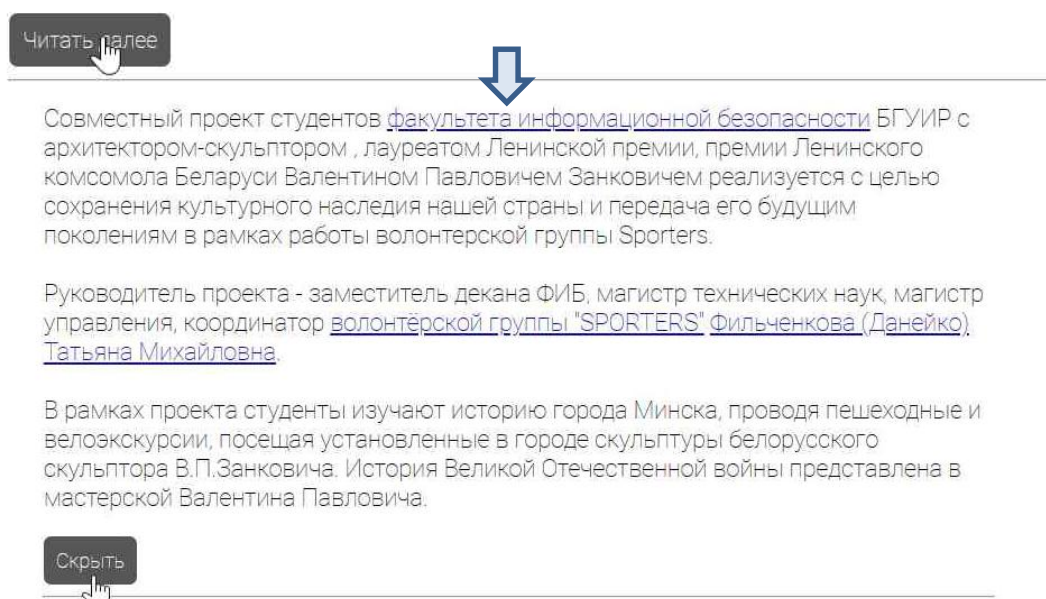 Читать далее
Совместный проект студентов факультета информационной безопасности БГУИР с
архитектором-скульптором , лауреатом Ленинской премии, премии Ленинского
комсомола Беларуси Валентином Павловичем Занковичем реализуется с целью
сохранения культурного наследия нашей страны и передача его будущим
поколениям в рамках работы волонтерской группы Sporters.
Руководитель проекта - заместитель декана ФИБ, магистр технических наук, магистр
управления, координатор волонтёрской группы "SPORTERS" Фильченкова (Данейко)
Татьяна Михайловна.
В рамках проекта студенты изучают историю города Минска, проводя пешеходные и
велоэкскурсии, посещая установленные в городе скульптуры белорусского
скульптора В.П.Занковича. История Великой Отечественной войны представлена в
мастерской Валентина Павловича.
Скрыть